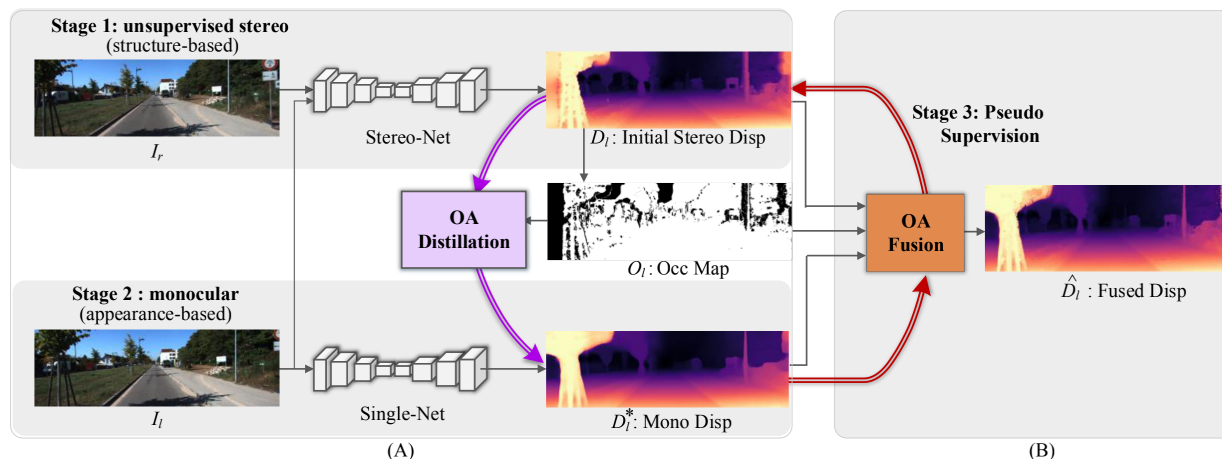 Stage 1: unsupervised stereo
(structure-based)
I_r
Stereo-Net
D_l: Initial Stereo Disp
Stage 3: Pseudo
Supervision
OA
Distillation
O_l: Occ Map
OA
Fusion
D̂_l : Fused Disp
Stage 2 : monocular
(appearance-based)
I_l
Single-Net
D_l^*: Mono Disp
(A)
(B)